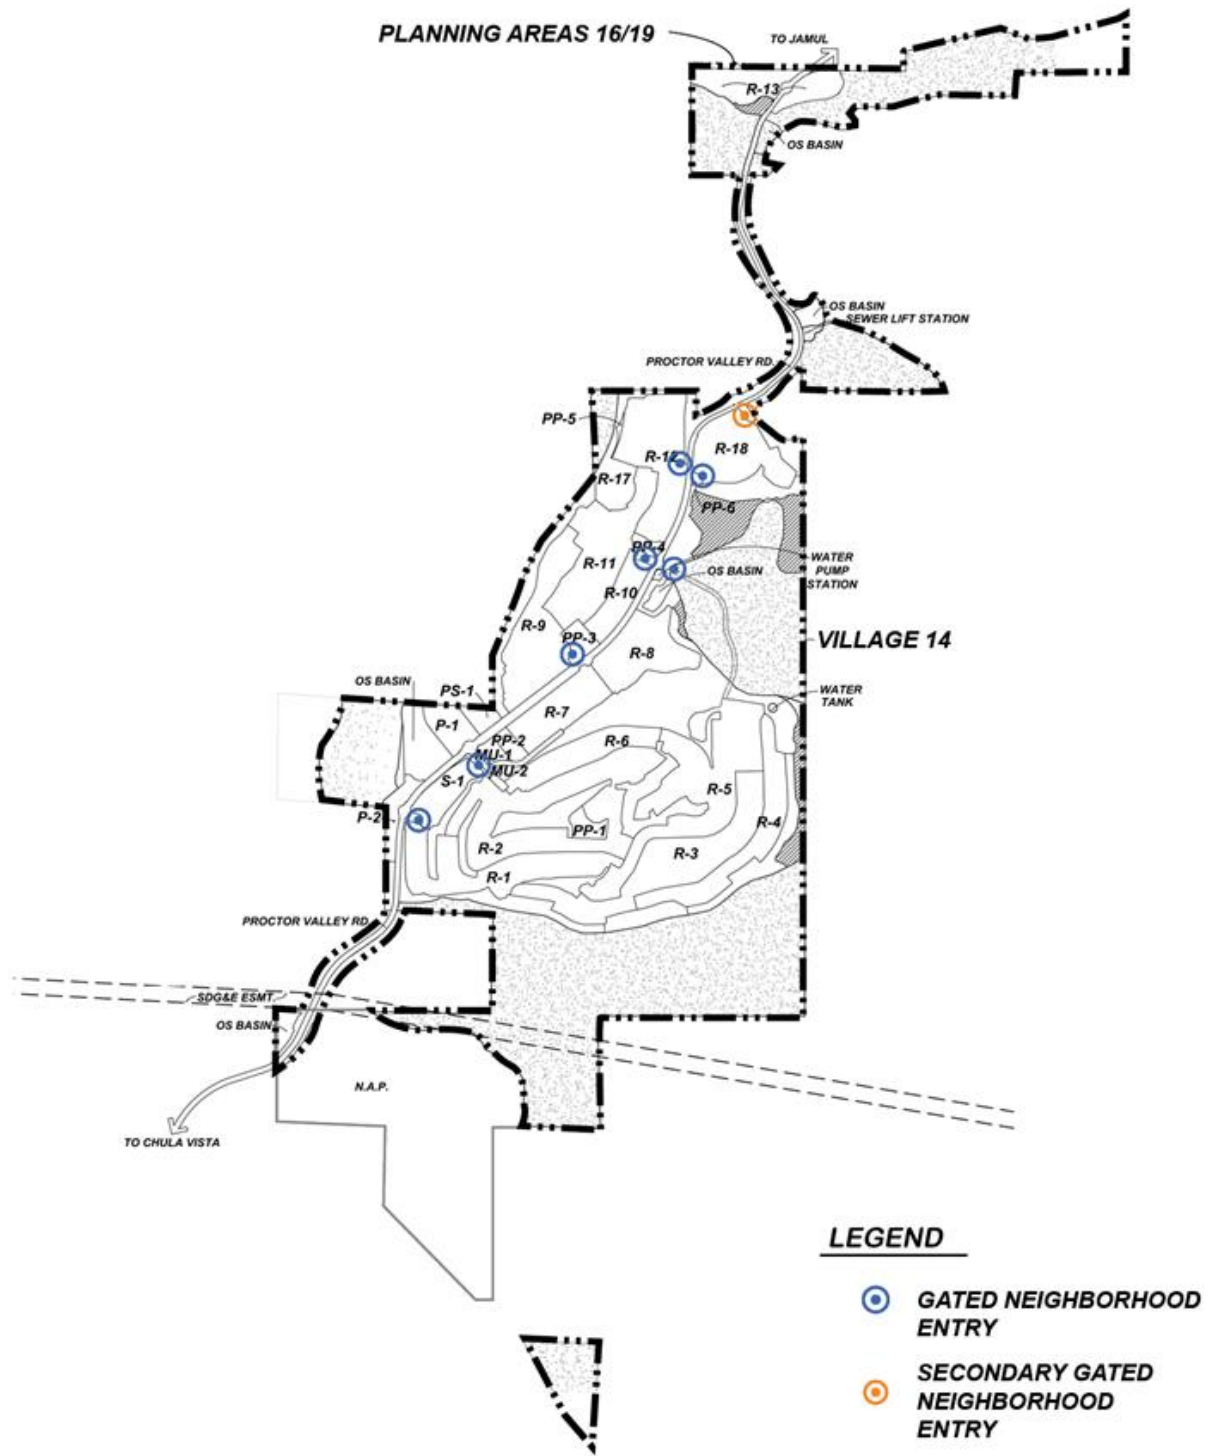 PLANNING AREAS 16/19
TO JAMUL
R-13
OS BASIN
OS BASIN
SEWER LIFT STATION
PROCTOR VALLEY RD.
PP-5
R-18
R-12
R-17
PP-6
PP-4
R-11
OS BASIN
WATER
PUMP
STATION
R-10
R-9
PP-3
VILLAGE 14
R-8
OS BASIN
PS-1
WATER
TANK
P-1
R-7
PP-2
R-6
MU-1
MU-2
S-1
R-5
P-2
R-4
PP-1
R-2
R-3
R-1
PROCTOR VALLEY RD.
SDG&E ESMT.
OS BASIN
N.A.P.
TO CHULA VISTA
LEGEND
GATED NEIGHBORHOOD
ENTRY
SECONDARY GATED
NEIGHBORHOOD
ENTRY